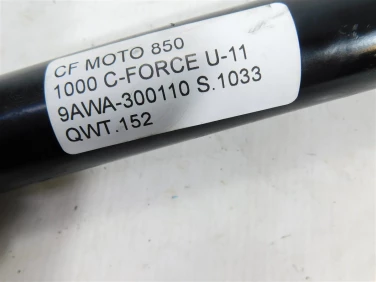 CF MOTO 850
1000 C-FORCE U-11
9AWA-300110 S.1033
QWT.152